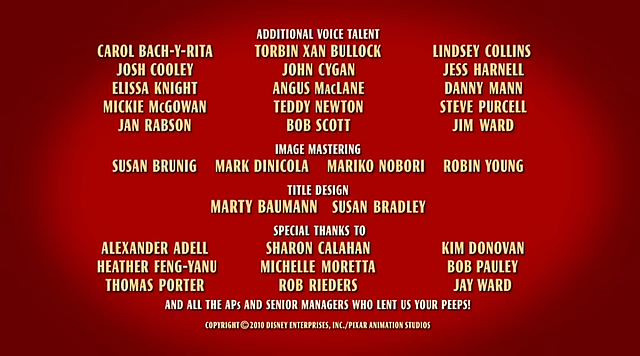 ADDITIONAL VOICE TALENT
CAROL BACH-Y-RITA TORBIN XAN BULLOCK LINDSEY COLLINS
JOSH COOLEY JOHN CYGAN JESS HARNELL
ELISSA KNIGHT ANGUS MACLANE DANNY MANN
MICKIE MCGOWAN TEDDY NEWTON STEVE PURCELL
JAN RABSON BOB SCOTT JIM WARD
IMAGE MASTERING
SUSAN BRUNIG MARK DINICOLA MARIKO NOBORI ROBIN YOUNG
TITLE DESIGN
MARTY BAUMANN SUSAN BRADLEY
SPECIAL THANKS TO
ALEXANDER ADELL SHARON CALAHAN KIM DONOVAN
HEATHER FENG-YANU MICHELLE MORETTA BOB PAULEY
THOMAS PORTER ROB RIEDERS JAY WARD
AND ALL THE APs AND SENIOR MANAGERS WHO LENT US YOUR PEEPS!
COPYRIGHT © 2010 DISNEY ENTERPRISES, INC./PIXAR ANIMATION STUDIOS